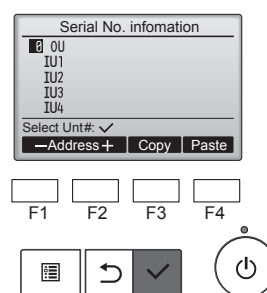 Serial No. infomation
0 OU
IU1
IU2
IU3
IU4
Select Unt#: ✓
−Address+ Copy Paste
F1 F2 F3 F4